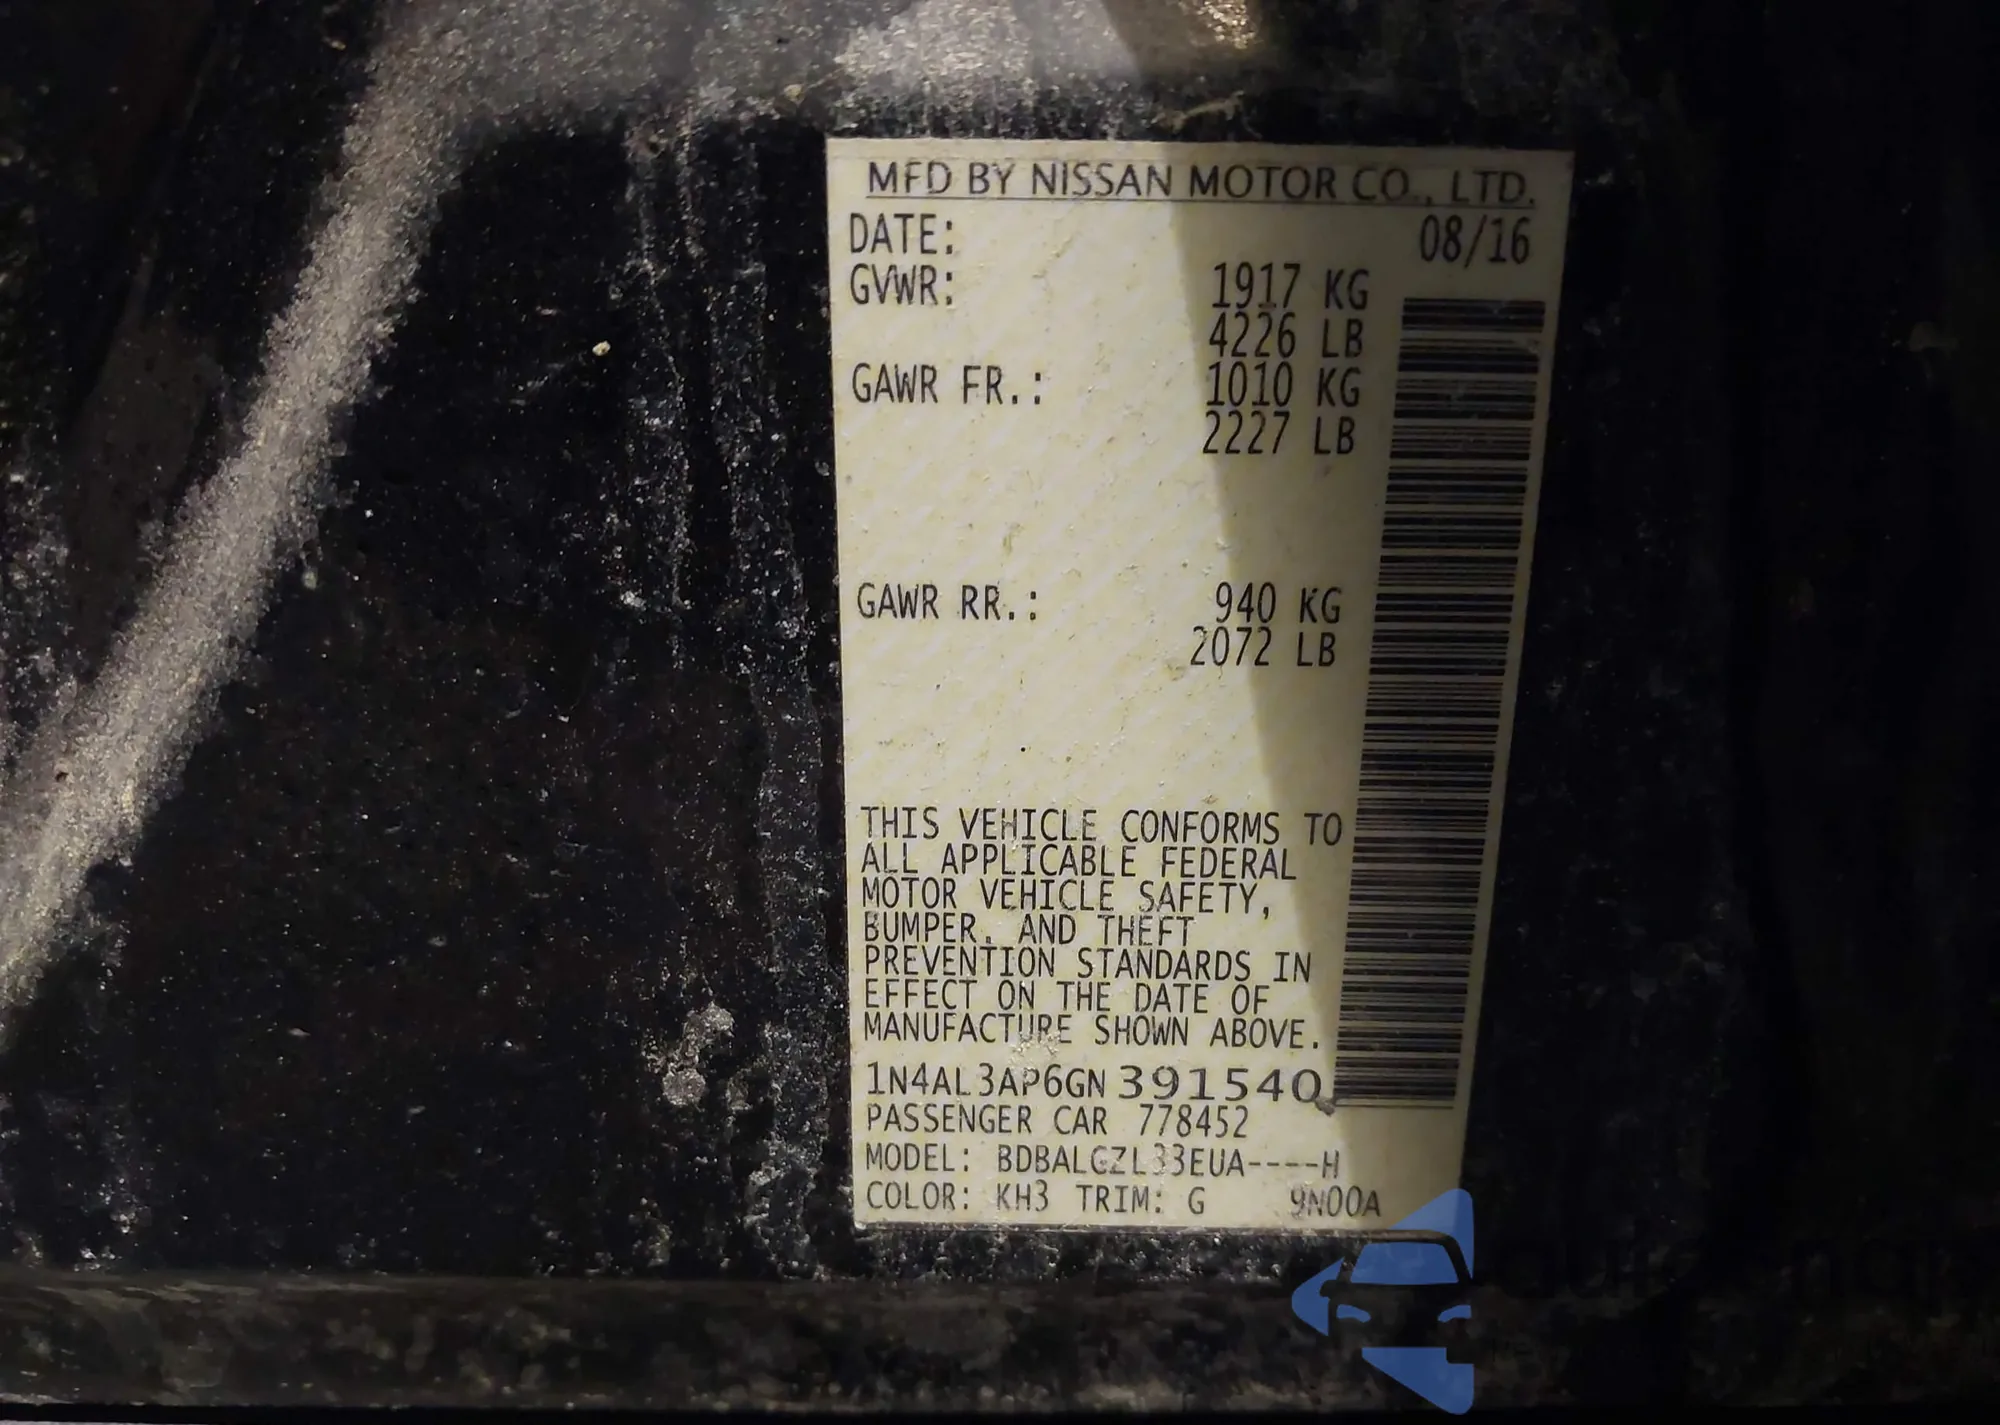 MFD BY NISSAN MOTOR CO., LTD.
DATE: 08/16
GVWR: 1917 KG
4226 LB
GAWR FR.: 1010 KG
2227 LB
GAWR RR.: 940 KG
2072 LB
THIS VEHICLE CONFORMS TO
ALL APPLICABLE FEDERAL
MOTOR VEHICLE SAFETY,
BUMPER, AND THEFT
PREVENTION STANDARDS IN
EFFECT ON THE DATE OF
MANUFACTURE SHOWN ABOVE.
1N4AL3AP6GN391540
PASSENGER CAR 778452
MODEL: BDBALGZL33EUA----H
COLOR: KH3 TRIM: G 9N00A